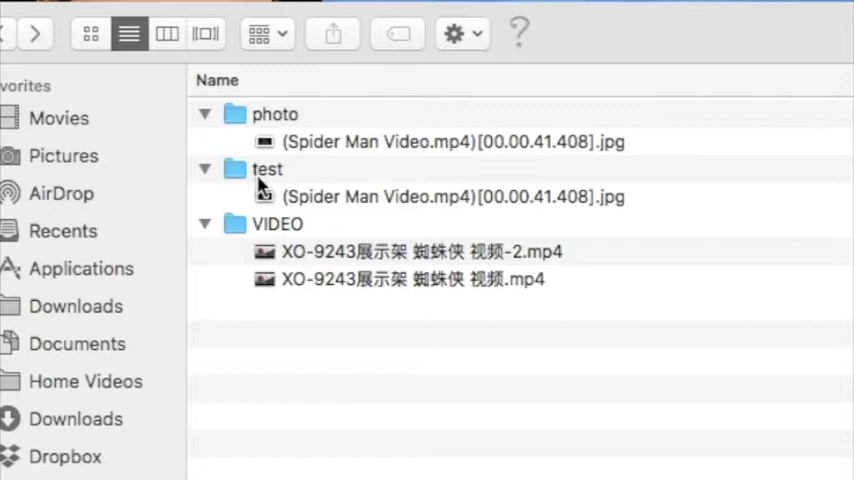 Name
vorites
Movies
Pictures
AirDrop
Recents
Applications
Downloads
Documents
Home Videos
Downloads
Dropbox
photo
(Spider Man Video.mp4)[00.00.41.408].jpg
test
(Spider Man Video.mp4)[00.00.41.408].jpg
VIDEO
XO-9243展示架 蜘蛛侠 视频-2.mp4
XO-9243展示架 蜘蛛侠 视频.mp4